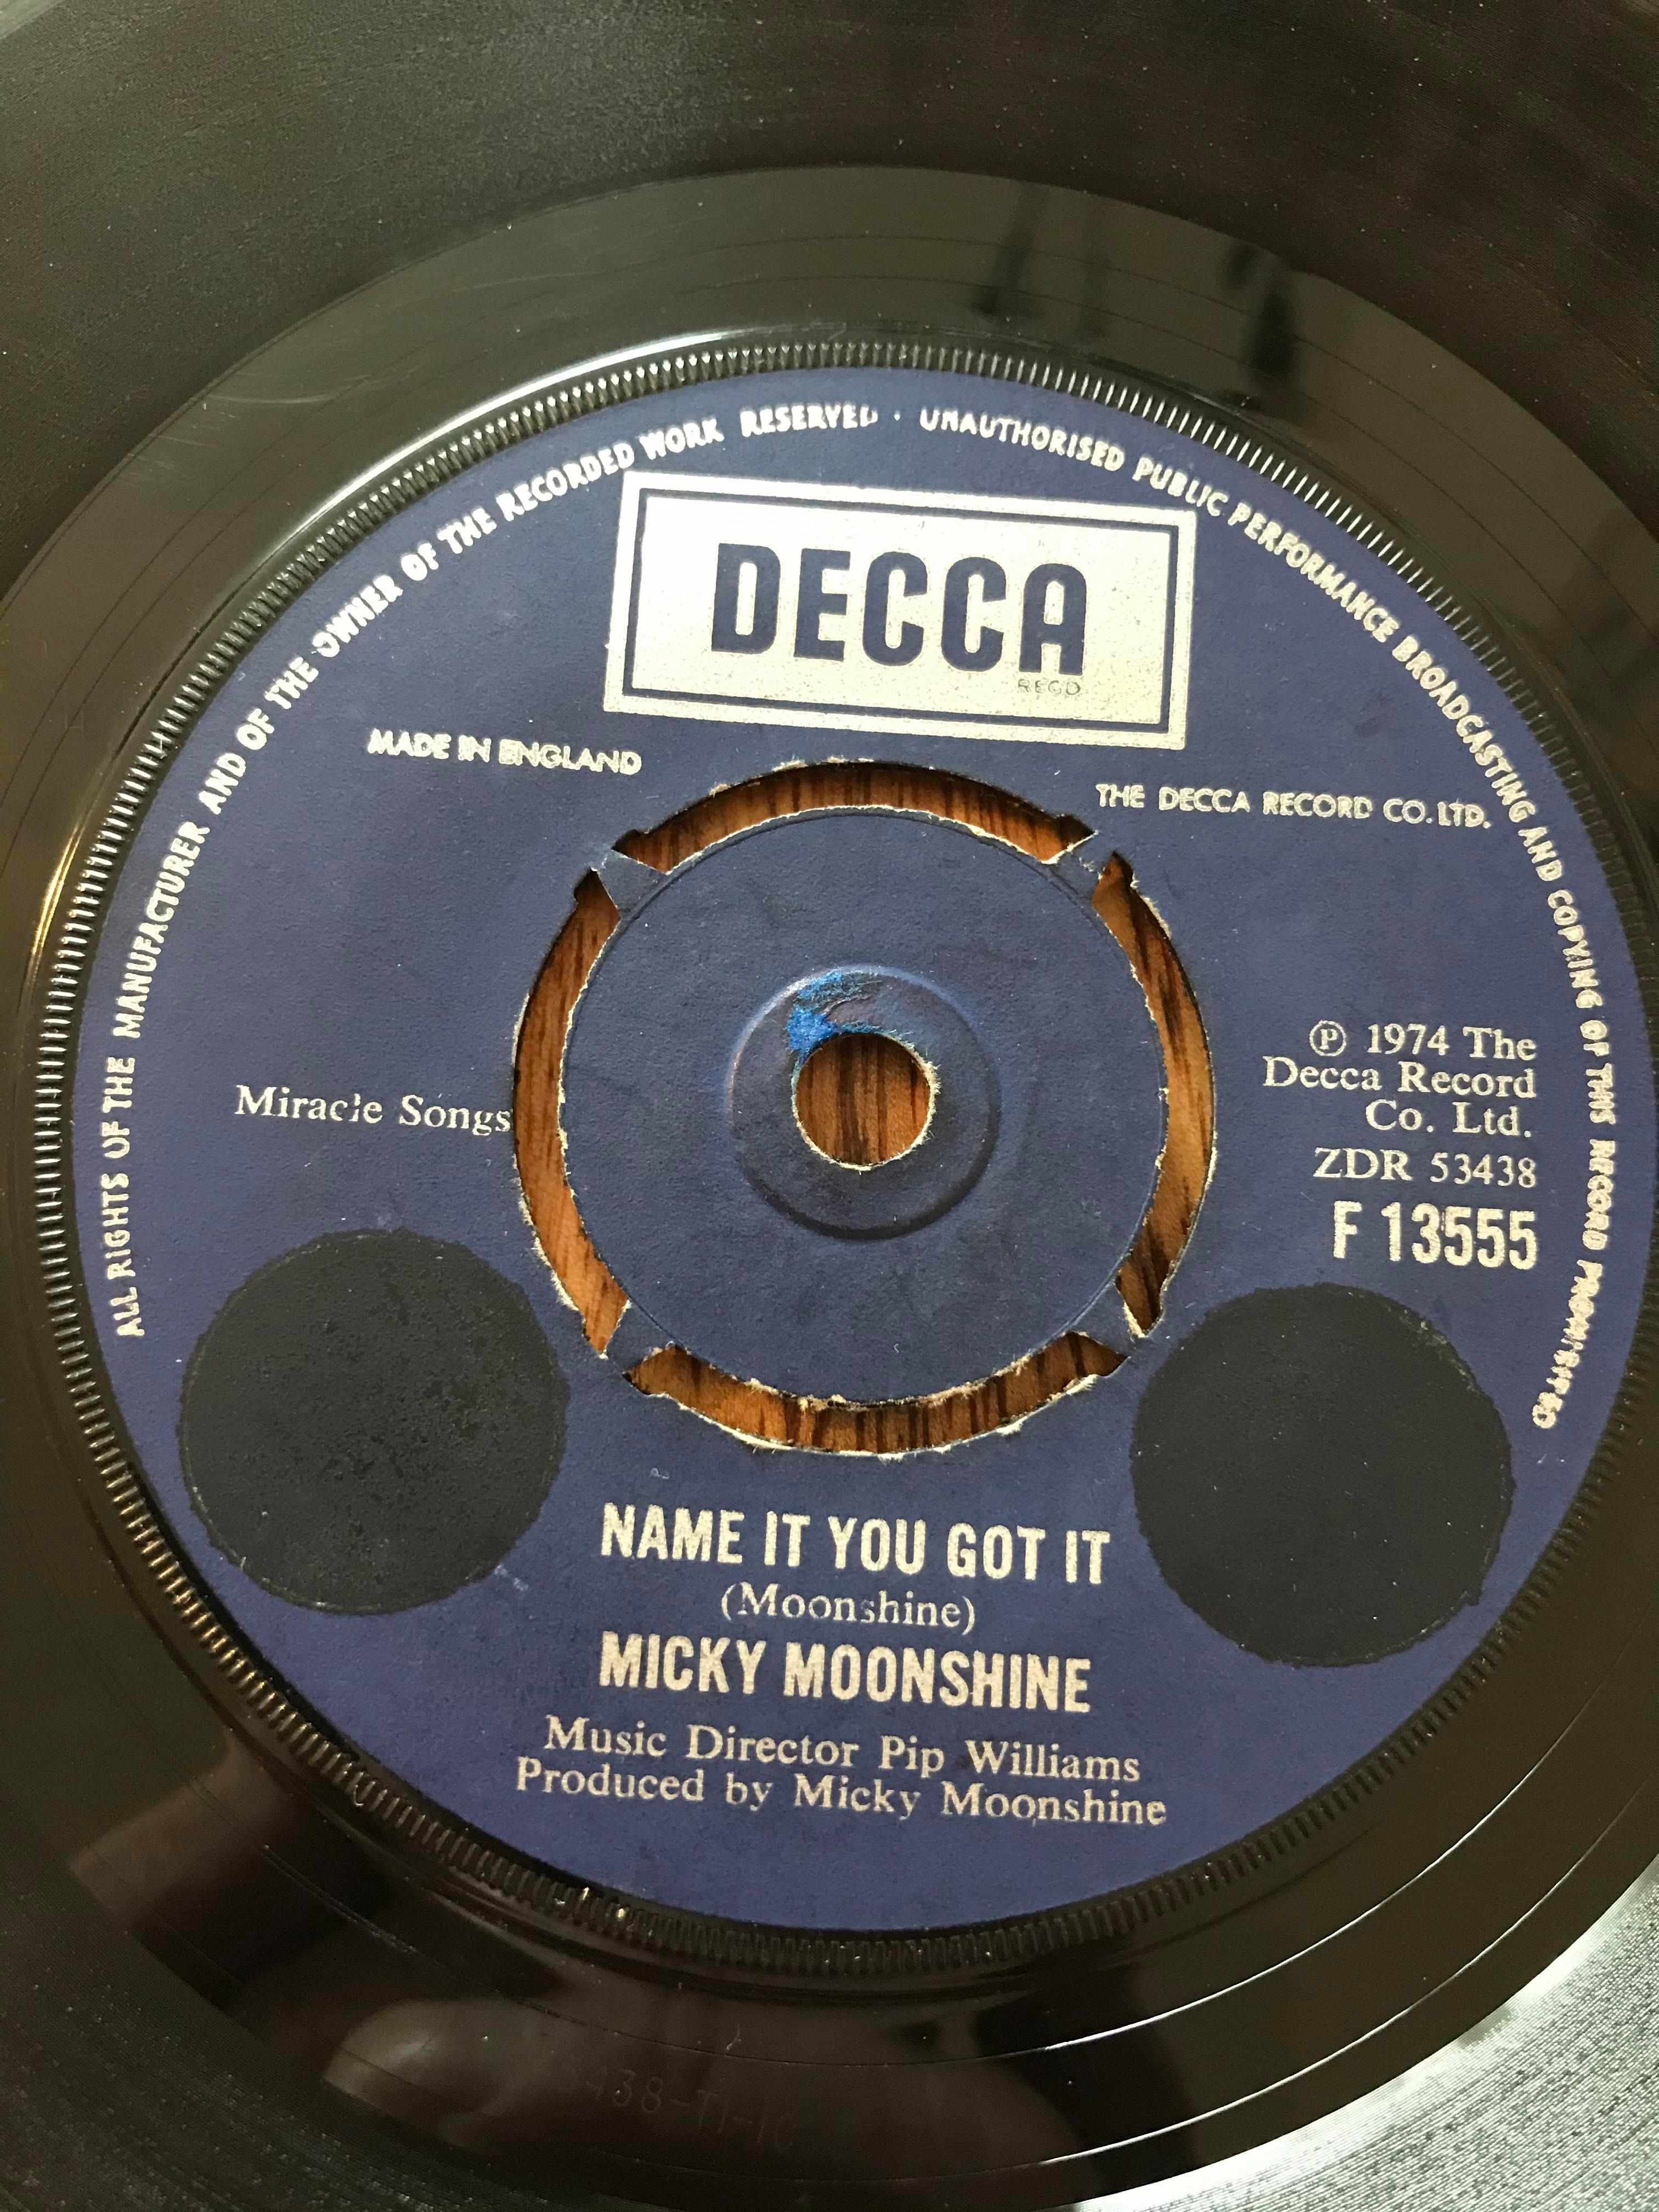 ALL RIGHTS OF THE MANUFACTURER AND OF THE OWNER OF THE RECORDED WORK RESERVED · UNAUTHORISED PUBLIC PERFORMANCE BROADCASTING AND COPYING OF THIS RECORD PROHIBITED
DECCA
REGD
MADE IN ENGLAND
THE DECCA RECORD CO. LTD.
Miracle Songs
℗ 1974 The
Decca Record
Co. Ltd.
ZDR 53438
F 13555
NAME IT YOU GOT IT
(Moonshine)
MICKY MOONSHINE
Music Director Pip Williams
Produced by Micky Moonshine